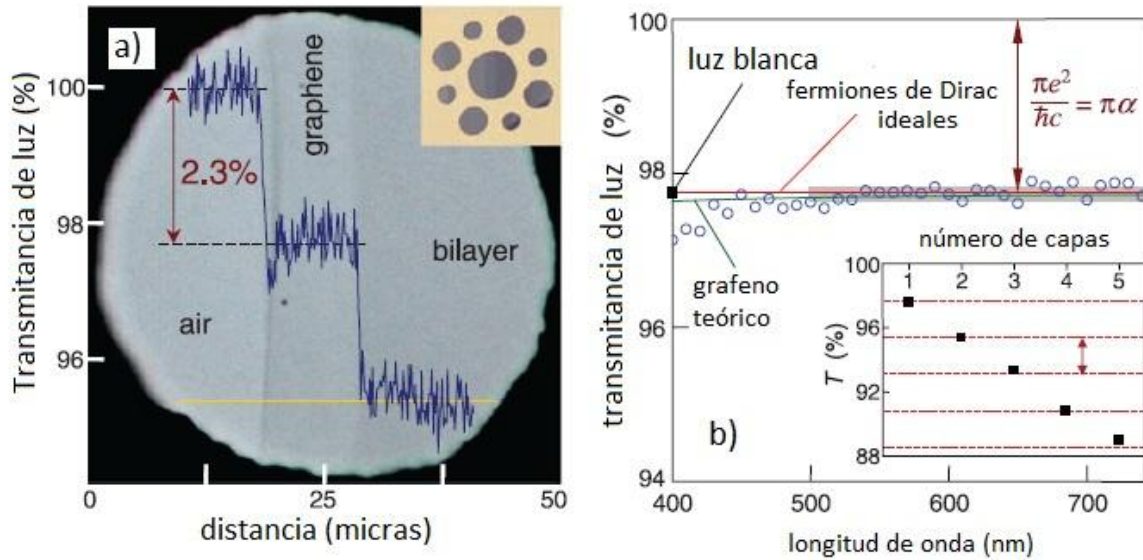 a)
Transmitancia de luz (%)
100
98
96
2.3%
air
graphene
bilayer
0
25
50
distancia (micras)
b)
transmitancia de luz (%)
100
98
96
94
luz blanca
fermiones de Dirac
ideales
πe²/ħc = πα
grafeno
teórico
número de capas
1 2 3 4 5
T (%)
100
96
92
88
400 500 600 700
longitud de onda (nm)